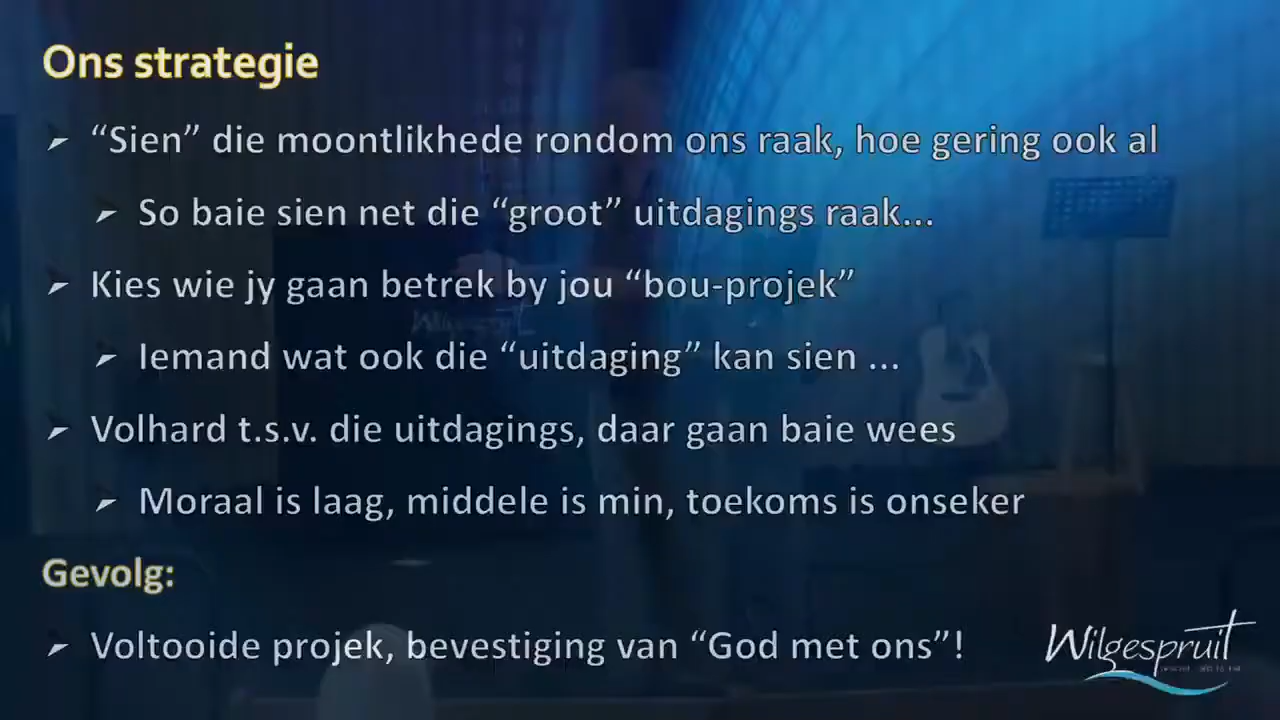 Ons strategie
“Sien” die moontlikhede rondom ons raak, hoe gering ook al
So baie sien net die “groot” uitdagings raak...
Kies wie jy gaan betrek by jou “bou-projek”
Iemand wat ook die “uitdaging” kan sien ...
Volhard t.s.v. die uitdagings, daar gaan baie wees
Moraal is laag, middele is min, toekoms is onseker
Gevolg:
Voltooide projek, bevestiging van “God met ons”!
Wilgespruit